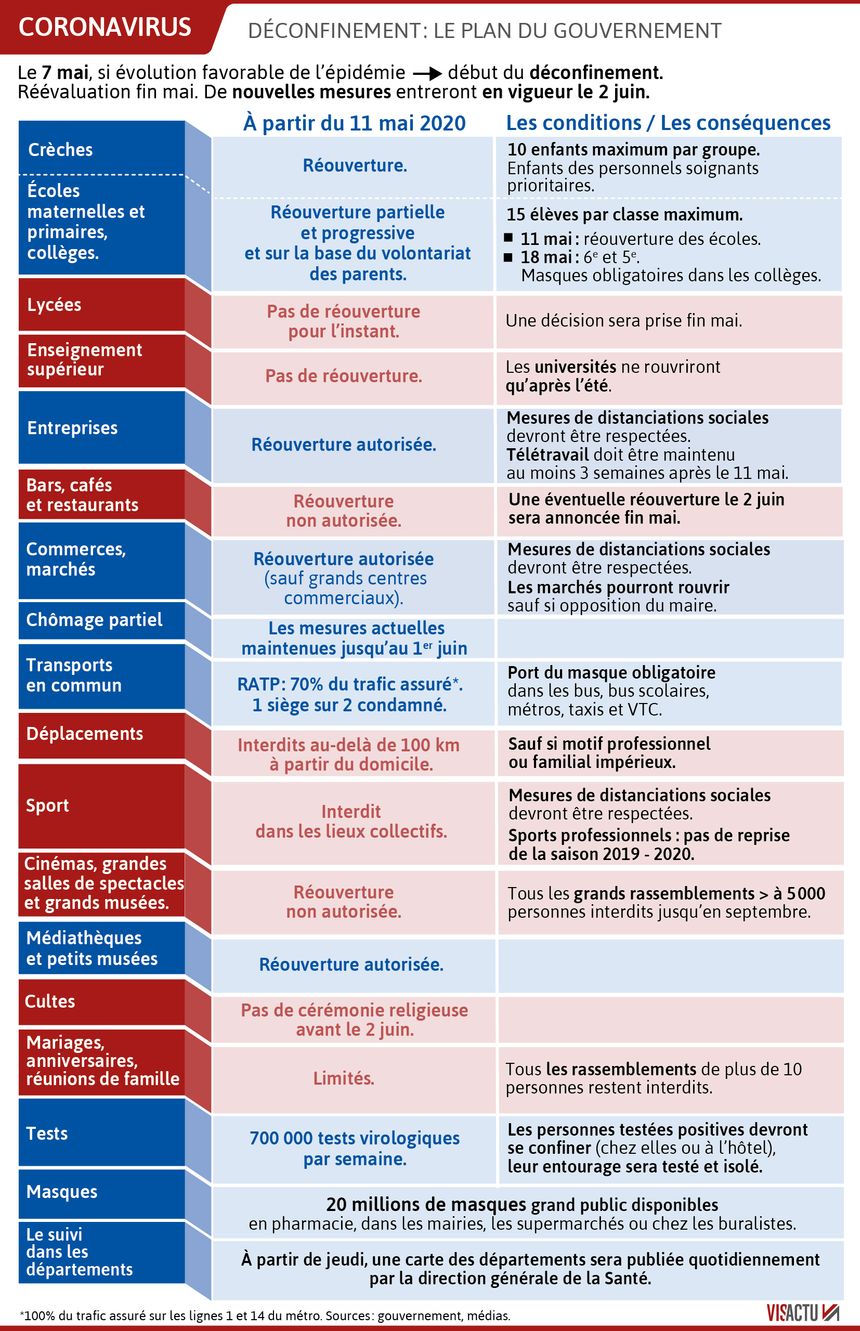 CORONAVIRUS
DÉCONFINEMENT: LE PLAN DU GOUVERNEMENT
Le 7 mai, si évolution favorable de l'épidémie → début du déconfinement.
Réévaluation fin mai. De nouvelles mesures entreront en vigueur le 2 juin.
À partir du 11 mai 2020
Les conditions / Les conséquences
Crèches
Réouverture.
10 enfants maximum par groupe.
Enfants des personnels soignants
prioritaires.
Écoles
maternelles et
primaires,
collèges.
Réouverture partielle
et progressive
et sur la base du volontariat
des parents.
15 élèves par classe maximum.
■ 11 mai : réouverture des écoles.
■ 18 mai : 6e et 5e.
Masques obligatoires dans les collèges.
Lycées
Pas de réouverture
pour l'instant.
Une décision sera prise fin mai.
Enseignement
supérieur
Pas de réouverture.
Les universités ne rouvriront
qu'après l'été.
Entreprises
Réouverture autorisée.
Mesures de distanciations sociales
devront être respectées.
Télétravail doit être maintenu
au moins 3 semaines après le 11 mai.
Bars, cafés
et restaurants
Réouverture
non autorisée.
Une éventuelle réouverture le 2 juin
sera annoncée fin mai.
Commerces,
marchés
Réouverture autorisée
(sauf grands centres
commerciaux).
Mesures de distanciations sociales
devront être respectées.
Les marchés pourront rouvrir
sauf si opposition du maire.
Chômage partiel
Les mesures actuelles
maintenues jusqu'au 1er juin
Transports
en commun
RATP: 70% du trafic assuré*.
1 siège sur 2 condamné.
Port du masque obligatoire
dans les bus, bus scolaires,
métros, taxis et VTC.
Déplacements
Interdits au-delà de 100 km
à partir du domicile.
Sauf si motif professionnel
ou familial impérieux.
Sport
Interdit
dans les lieux collectifs.
Mesures de distanciations sociales
devront être respectées.
Sports professionnels : pas de reprise
de la saison 2019 - 2020.
Cinémas, grandes
salles de spectacles
et grands musées.
Réouverture
non autorisée.
Tous les grands rassemblements > à 5 000
personnes interdits jusqu'en septembre.
Médiathèques
et petits musées
Réouverture autorisée.
Cultes
Pas de cérémonie religieuse
avant le 2 juin.
Mariages,
anniversaires,
réunions de famille
Limités.
Tous les rassemblements de plus de 10
personnes restent interdits.
Tests
700 000 tests virologiques
par semaine.
Les personnes testées positives devront
se confiner (chez elles ou à l'hôtel),
leur entourage sera testé et isolé.
Masques
20 millions de masques grand public disponibles
en pharmacie, dans les mairies, les supermarchés ou chez les buralistes.
Le suivi
dans les
départements
À partir de jeudi, une carte des départements sera publiée quotidiennement
par la direction générale de la Santé.
*100% du trafic assuré sur les lignes 1 et 14 du métro. Sources: gouvernement, médias.
VISACTU